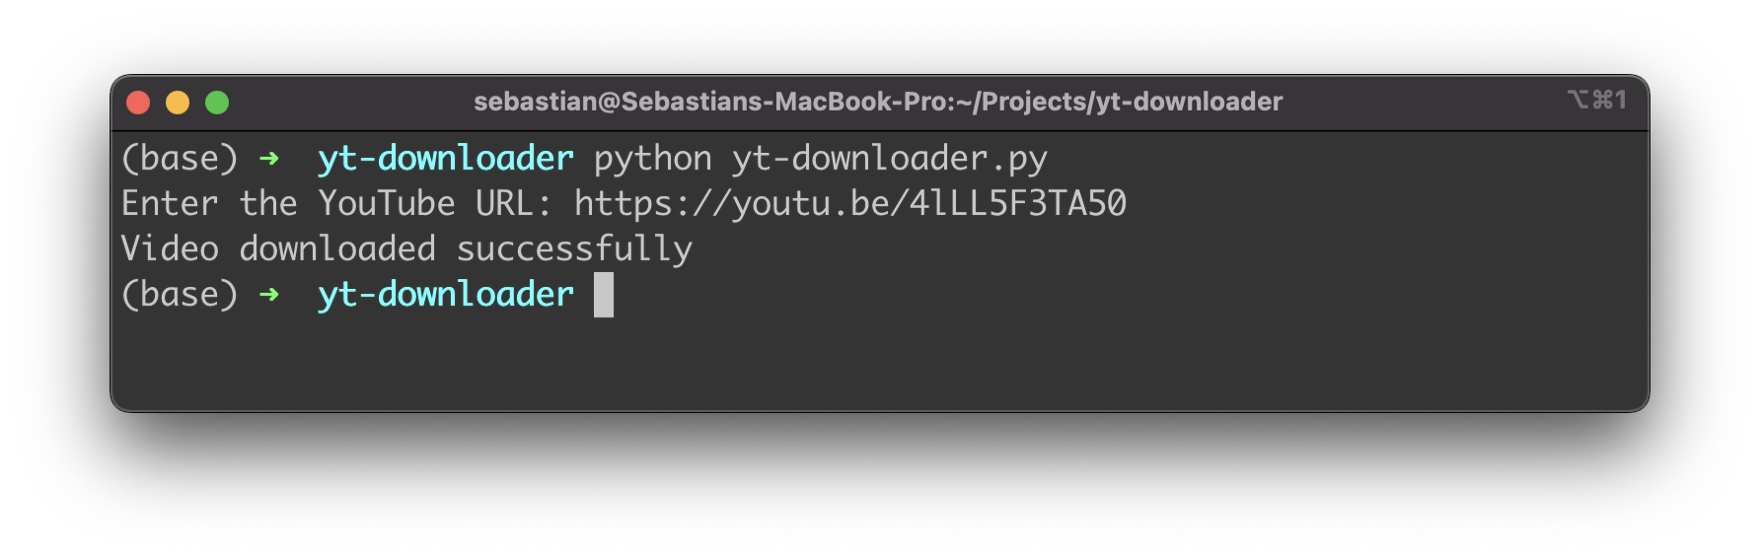 sebastian@Sebastians-MacBook-Pro:~/Projects/yt-downloader ⌥⌘1
(base) ➜ yt-downloader python yt-downloader.py
Enter the YouTube URL: https://youtu.be/4lLL5F3TA50
Video downloaded successfully
(base) ➜ yt-downloader